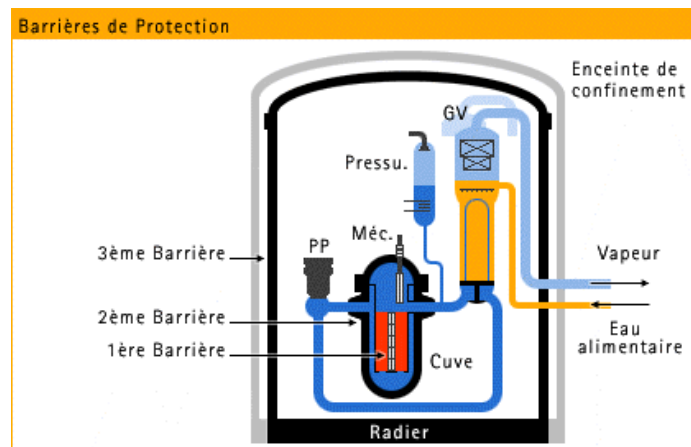 Barrières de Protection
Enceinte de
confinement
GV
Pressu.
Méc.
PP
3ème Barrière
Vapeur
2ème Barrière
1ère Barrière
Cuve
Eau
alimentaire
Radier